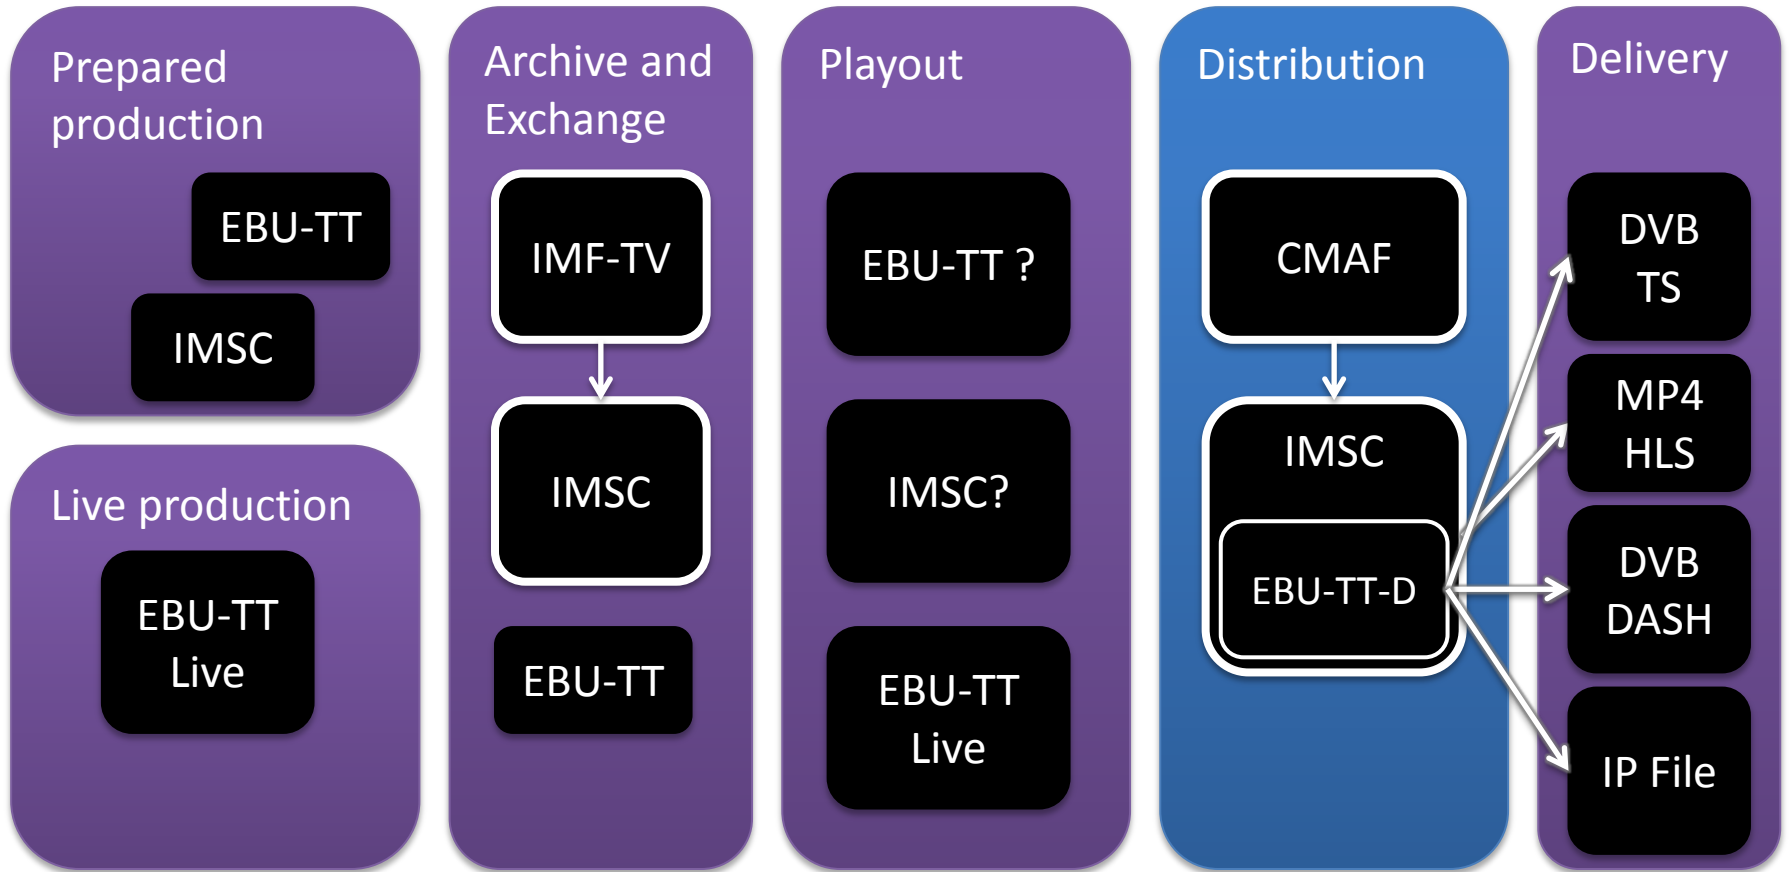 Prepared
production
EBU-TT
IMSC
Live production
EBU-TT
Live
Archive and
Exchange
IMF-TV
IMSC
EBU-TT
Playout
EBU-TT ?
IMSC?
EBU-TT
Live
Distribution
CMAF
IMSC
EBU-TT-D
Delivery
DVB
TS
MP4
HLS
DVB
DASH
IP File